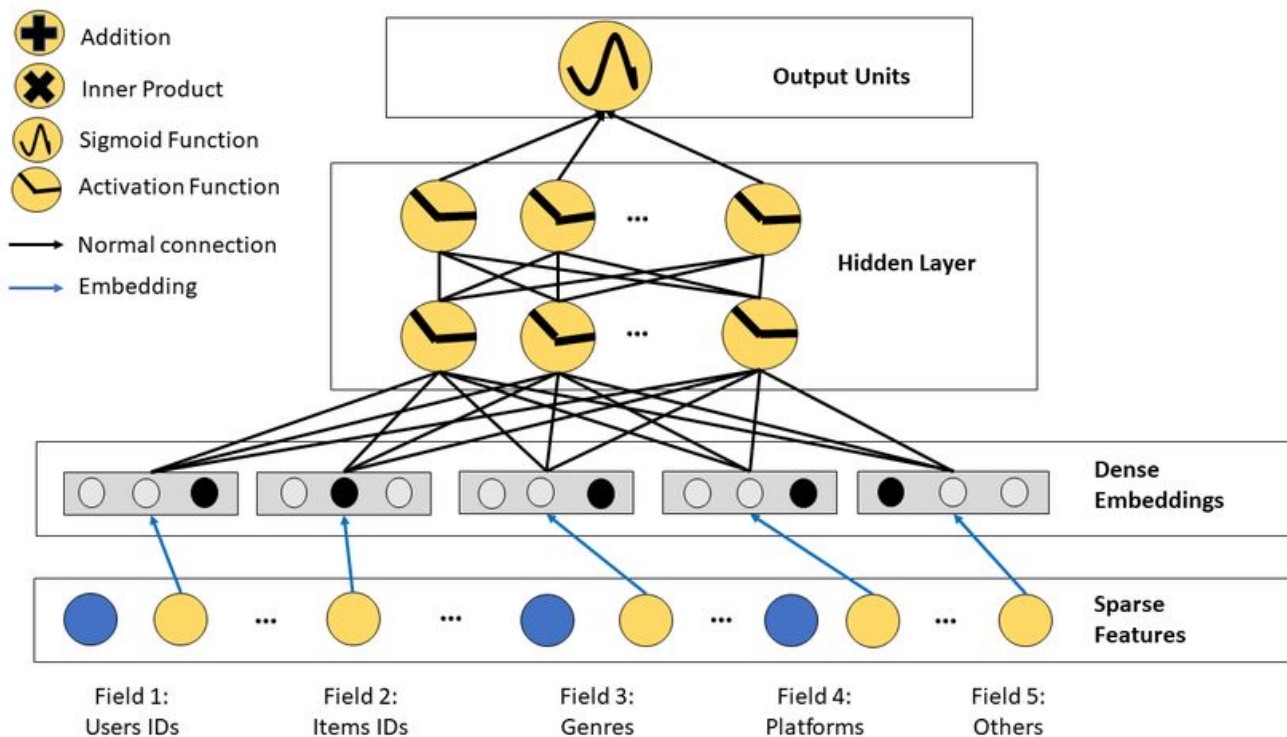 Addition
Inner Product
Sigmoid Function
Activation Function
Normal connection
Embedding
Output Units
Hidden Layer
...
...
Dense
Embeddings
Sparse
Features
...
...
...
...
Field 1:
Users IDs
Field 2:
Items IDs
Field 3:
Genres
Field 4:
Platforms
Field 5:
Others